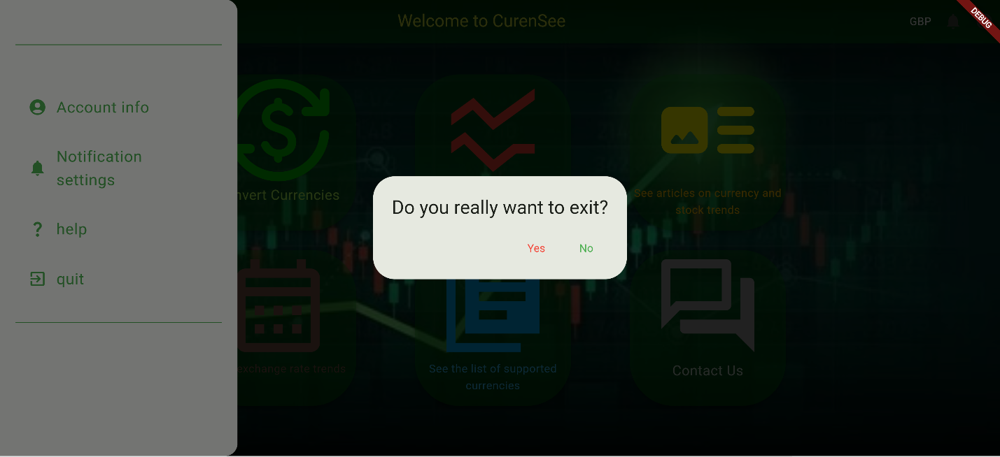 Welcome to CurenSee
GBP
DEBUG
Account info
Notification
settings
help
quit
nvert Currencies
See articles on currency and
stock trends
Do you really want to exit?
Yes
No
exchange rate trends
See the list of supported
currencies
Contact Us